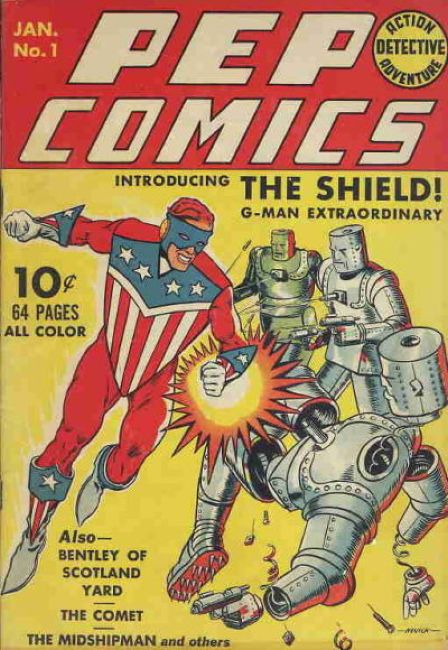 JAN.
No. 1
PEP
COMICS
ACTION
DETECTIVE
ADVENTURE
INTRODUCING THE SHIELD!
G-MAN EXTRAORDINARY
10¢
64 PAGES
ALL COLOR
Also—
BENTLEY OF
SCOTLAND
YARD
THE COMET
THE MIDSHIPMAN and others
—NOVICK—